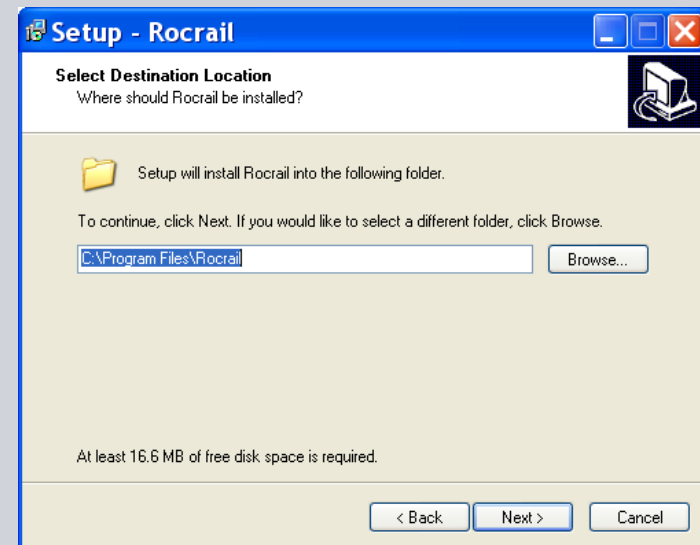 Setup - Rocrail
Select Destination Location
Where should Rocrail be installed?
Setup will install Rocrail into the following folder.
To continue, click Next. If you would like to select a different folder, click Browse.
C:\Program Files\Rocrail
Browse...
At least 16.6 MB of free disk space is required.
< Back
Next >
Cancel